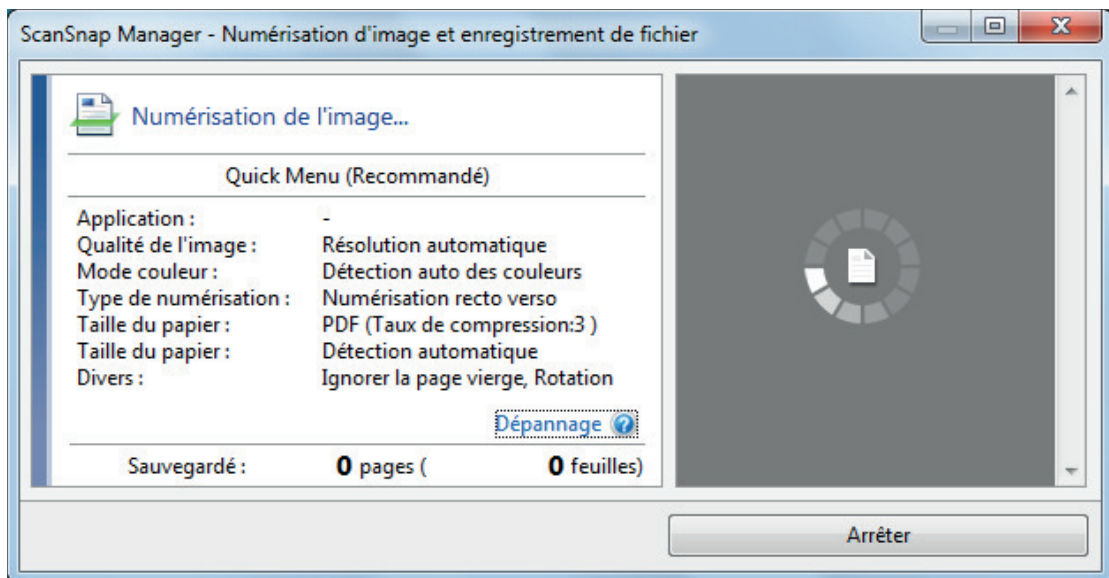 ScanSnap Manager - Numérisation d'image et enregistrement de fichier
Numérisation de l'image...
Quick Menu (Recommandé)
Application : -
Qualité de l'image : Résolution automatique
Mode couleur : Détection auto des couleurs
Type de numérisation : Numérisation recto verso
Taille du papier : PDF (Taux de compression:3 )
Taille du papier : Détection automatique
Divers : Ignorer la page vierge, Rotation
Dépannage ?
Sauvegardé : 0 pages ( 0 feuilles)
Arrêter